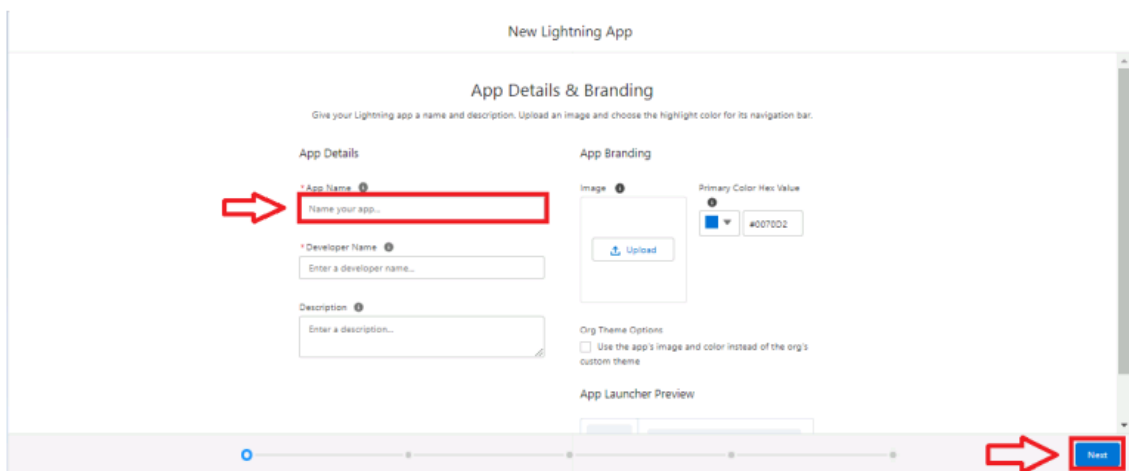 New Lightning App
App Details & Branding
Give your Lightning app a name and description. Upload an image and choose the highlight color for its navigation bar.
App Details
*App Name
Name your app...
*Developer Name
Enter a developer name...
Description
Enter a description...
App Branding
Image
Upload
Primary Color Hex Value
#0070D2
Org Theme Options
Use the app's image and color instead of the org's
custom theme
App Launcher Preview
Next